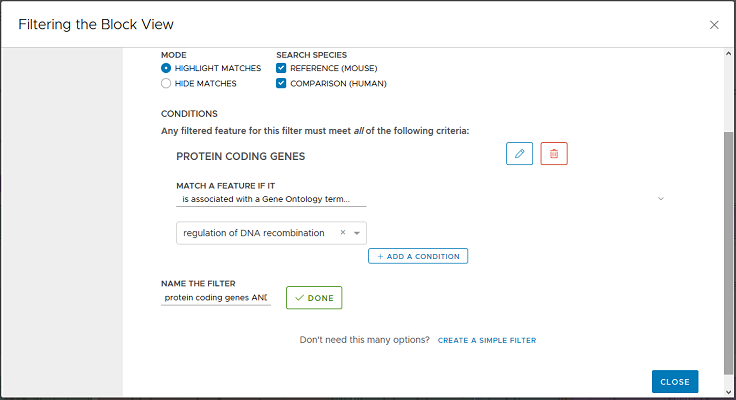 Filtering the Block View
MODE
SEARCH SPECIES
HIGHLIGHT MATCHES
REFERENCE (MOUSE)
HIDE MATCHES
COMPARISON (HUMAN)
CONDITIONS
Any filtered feature for this filter must meet all of the following criteria:
PROTEIN CODING GENES
MATCH A FEATURE IF IT
is associated with a Gene Ontology term...
regulation of DNA recombination
+ ADD A CONDITION
NAME THE FILTER
protein coding genes AND
DONE
Don't need this many options? CREATE A SIMPLE FILTER
CLOSE